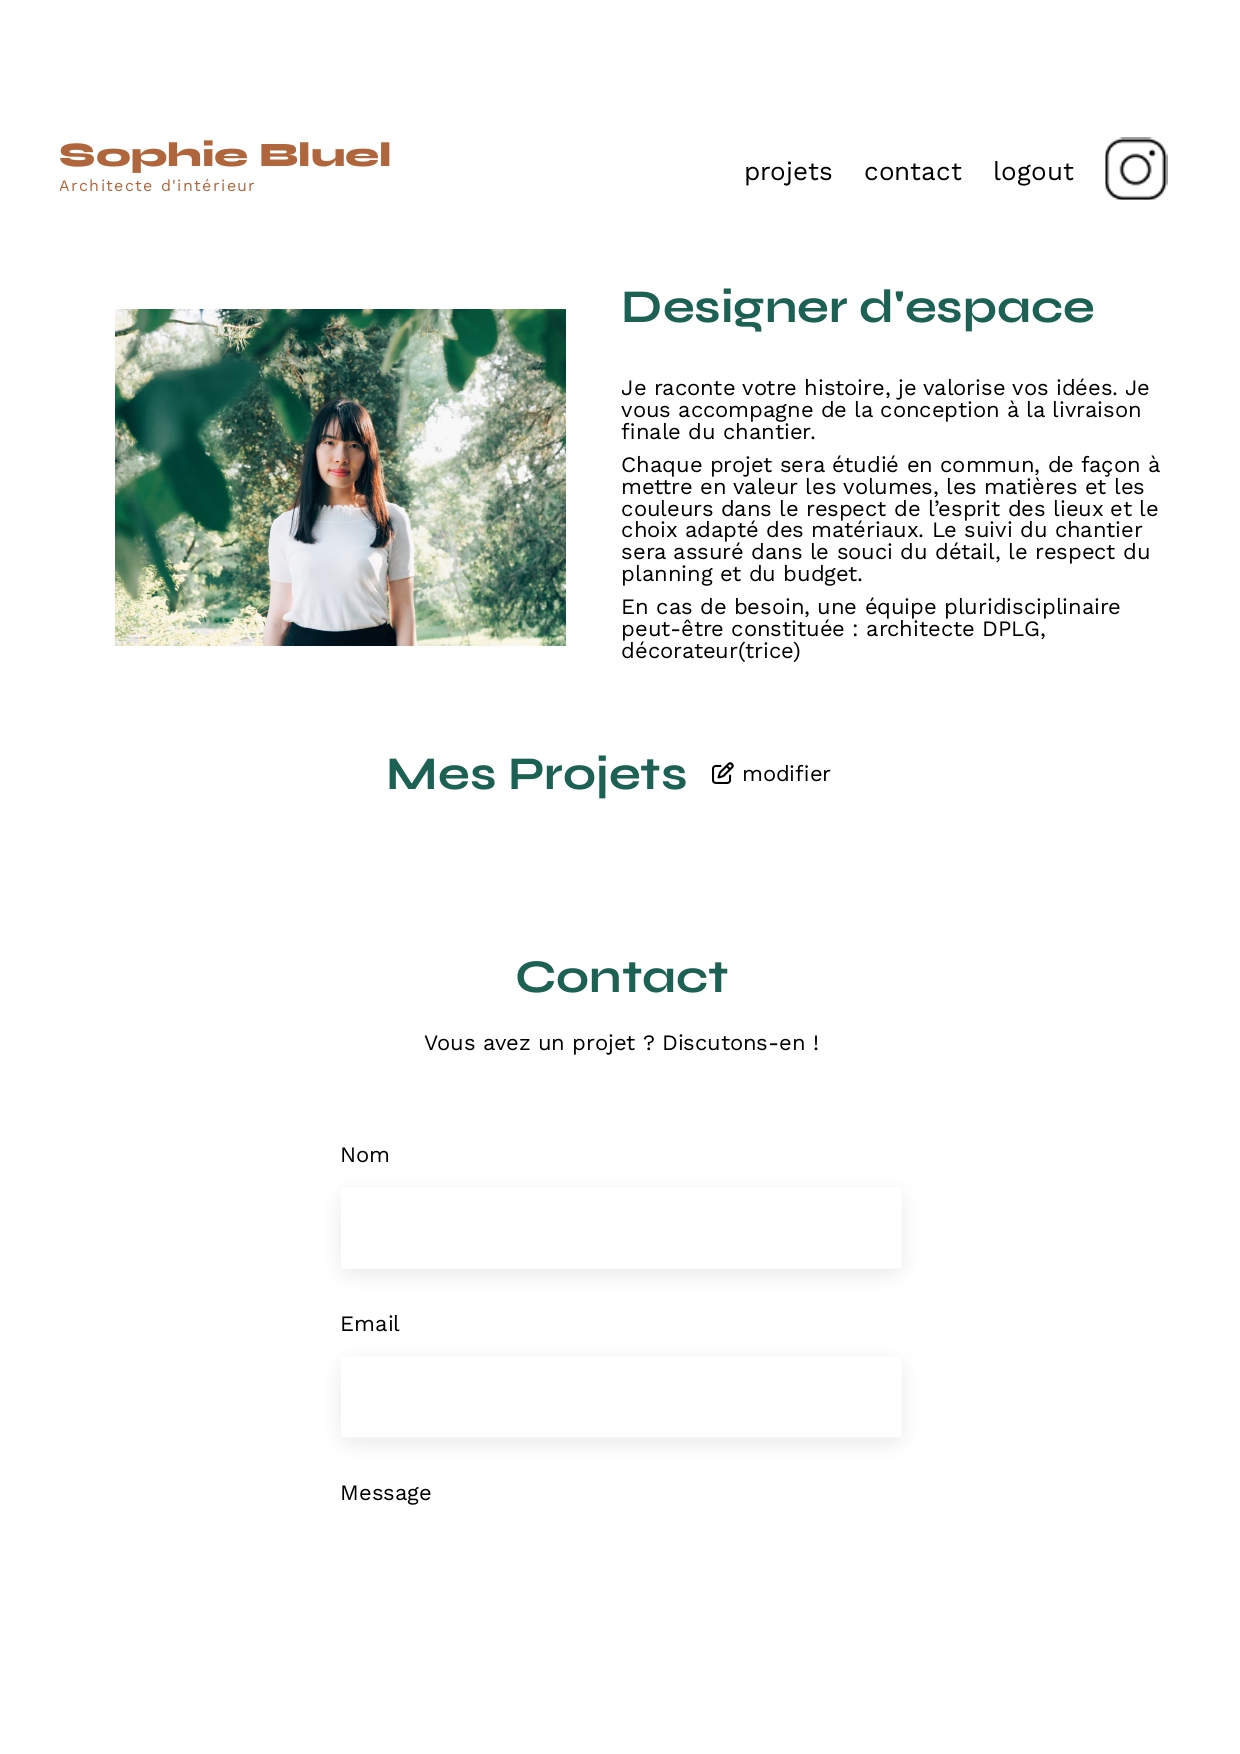 Sophie Bluel
Architecte d'intérieur
projets contact logout
Designer d'espace
Je raconte votre histoire, je valorise vos idées. Je
vous accompagne de la conception à la livraison
finale du chantier.
Chaque projet sera étudié en commun, de façon à
mettre en valeur les volumes, les matières et les
couleurs dans le respect de l’esprit des lieux et le
choix adapté des matériaux. Le suivi du chantier
sera assuré dans le souci du détail, le respect du
planning et du budget.
En cas de besoin, une équipe pluridisciplinaire
peut-être constituée : architecte DPLG,
décorateur(trice)
Mes Projets modifier
Contact
Vous avez un projet ? Discutons-en !
Nom
Email
Message